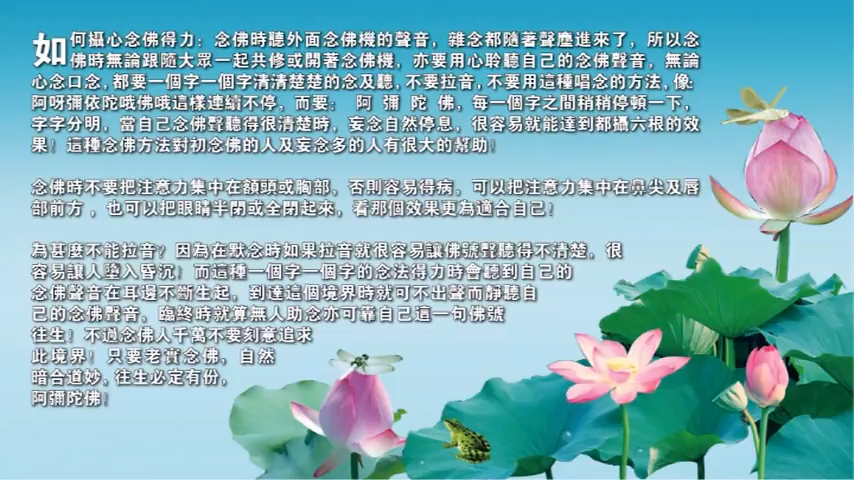 如何攝心念佛得力：念佛時聽外面念佛機的聲音，雜念都隨著聲塵進來了，所以念
佛時無論跟隨大眾一起共修或開著念佛機，亦要用心聆聽自己的念佛聲音，無論
心念口念，都要一個字一個字清清楚楚的念及聽，不要拉音，不要用這種唱念的方法，像：
阿呀彌依陀哦佛哦這樣連續不停，而要： 阿 彌 陀 佛，每一個字之間稍稍停頓一下，
字字分明，當自己念佛聲聽得很清楚時，妄念自然停息，很容易就能達到都攝六根的效
果！這種念佛方法對初念佛的人及妄念多的人有很大的幫助！
念佛時不要把注意力集中在額頭或胸部，否則容易得病，可以把注意力集中在鼻尖及唇
部前方，也可以把眼睛半閉或全閉起來，看那個效果更為適合自己！
為甚麼不能拉音？因為在默念時如果拉音就很容易讓佛號聲聽得不清楚，很
容易讓人墮入昏沉！而這種一個字一個字的念法得力時會聽到自己的
念佛聲音在耳邊不斷生起，到達這個境界時就可不出聲而靜聽自
己的念佛聲音，臨終時就算無人助念亦可靠自己這一句佛號
往生！不過念佛人千萬不要刻意追求
此境界！只要老實念佛，自然
暗合道妙，往生必定有份，
阿彌陀佛！